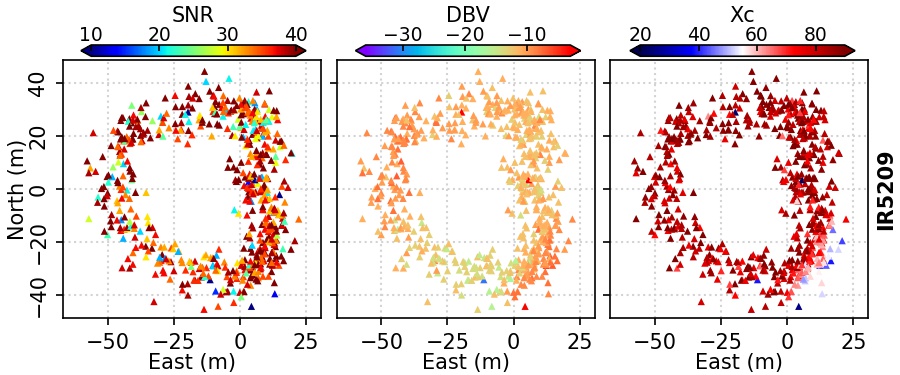 SNR DBV Xc
10 20 30 40 −30 −20 −10 20 40 60 80
40
20
0
−20
−40
North (m)
IR5209
−50 −25 0 25 −50 −25 0 25 −50 −25 0 25
East (m) East (m) East (m)